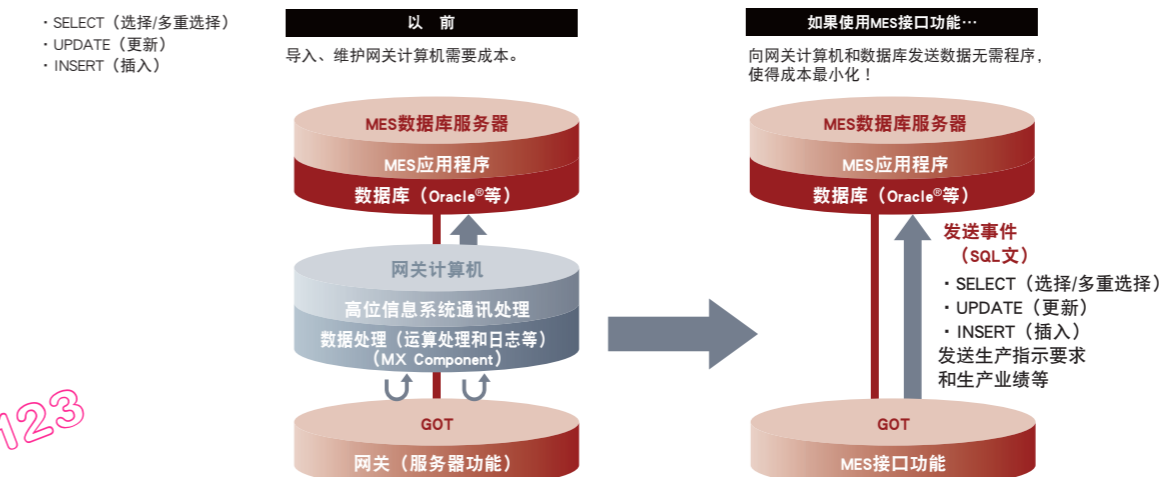 ・SELECT（选择/多重选择）
・UPDATE（更新）
・INSERT（插入）
以 前
导入、维护网关计算机需要成本。
MES数据库服务器
MES应用程序
数据库（Oracle®等）
网关计算机
高位信息系统通讯处理
数据处理（运算处理和日志等）
（MX Component）
GOT
网关（服务器功能）
如果使用MES接口功能…
向网关计算机和数据库发送数据无需程序，
使得成本最小化！
MES数据库服务器
MES应用程序
数据库（Oracle®等）
发送事件
（SQL文）
・SELECT（选择/多重选择）
・UPDATE（更新）
・INSERT（插入）
发送生产指示要求
和生产业绩等
GOT
MES接口功能
123